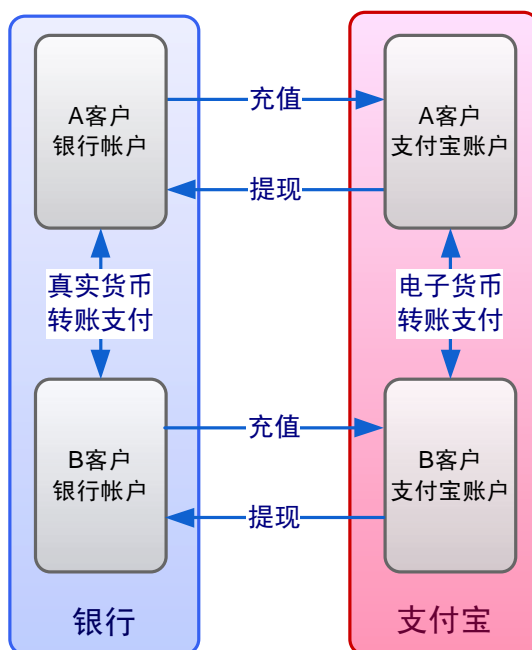 A客户
银行帐户
充值
A客户
支付宝账户
提现
真实货币
转账支付
电子货币
转账支付
B客户
银行帐户
充值
B客户
支付宝账户
提现
银行
支付宝